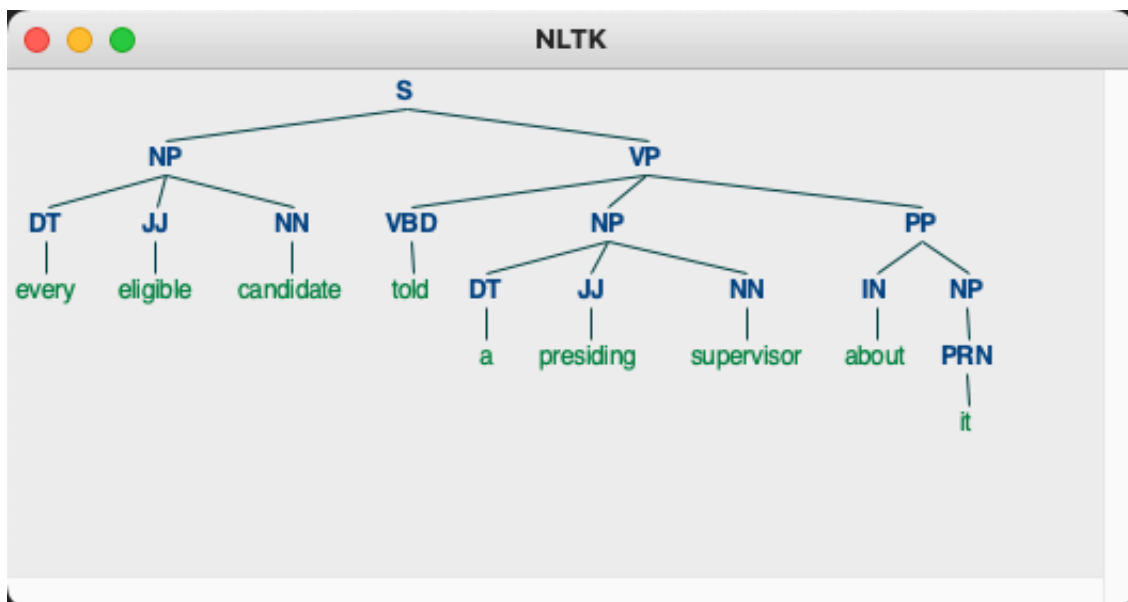 NLTK
S
NP VP
DT JJ NN VBD NP PP
every eligible candidate told DT JJ NN IN NP
a presiding supervisor about PRN
it